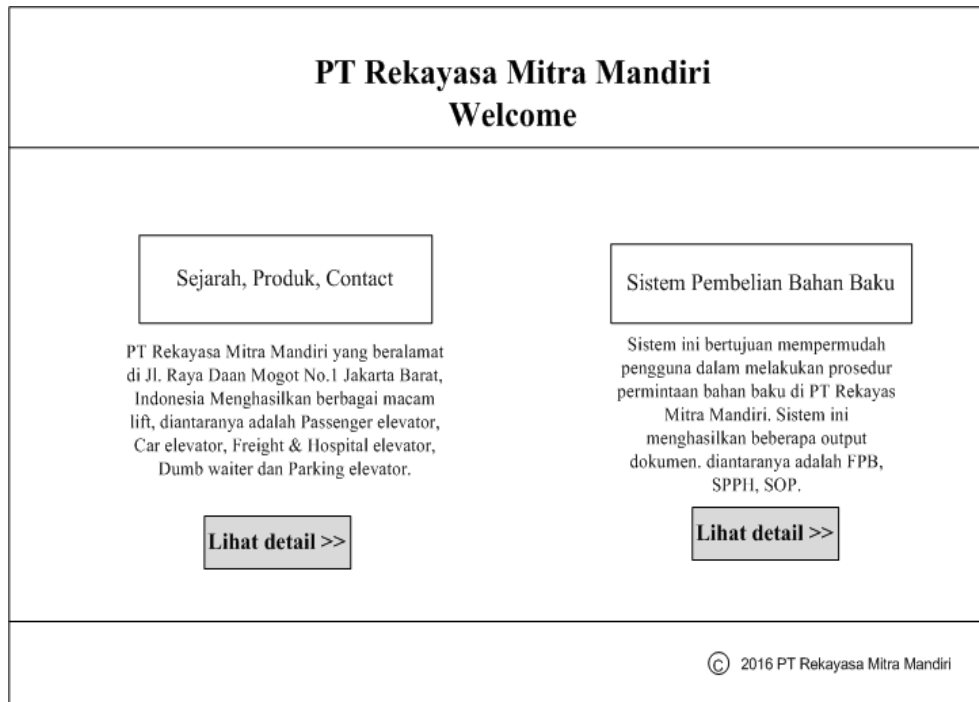 PT Rekayasa Mitra Mandiri
Welcome
Sejarah, Produk, Contact
PT Rekayasa Mitra Mandiri yang beralamat
di Jl. Raya Daan Mogot No.1 Jakarta Barat,
Indonesia Menghasilkan berbagai macam
lift, diantaranya adalah Passenger elevator,
Car elevator, Freight & Hospital elevator,
Dumb waiter dan Parking elevator.
Lihat detail >>
Sistem Pembelian Bahan Baku
Sistem ini bertujuan mempermudah
pengguna dalam melakukan prosedur
permintaan bahan baku di PT Rekayas
Mitra Mandiri. Sistem ini
menghasilkan beberapa output
dokumen. diantaranya adalah FPB,
SPPH, SOP.
Lihat detail >>
© 2016 PT Rekayasa Mitra Mandiri